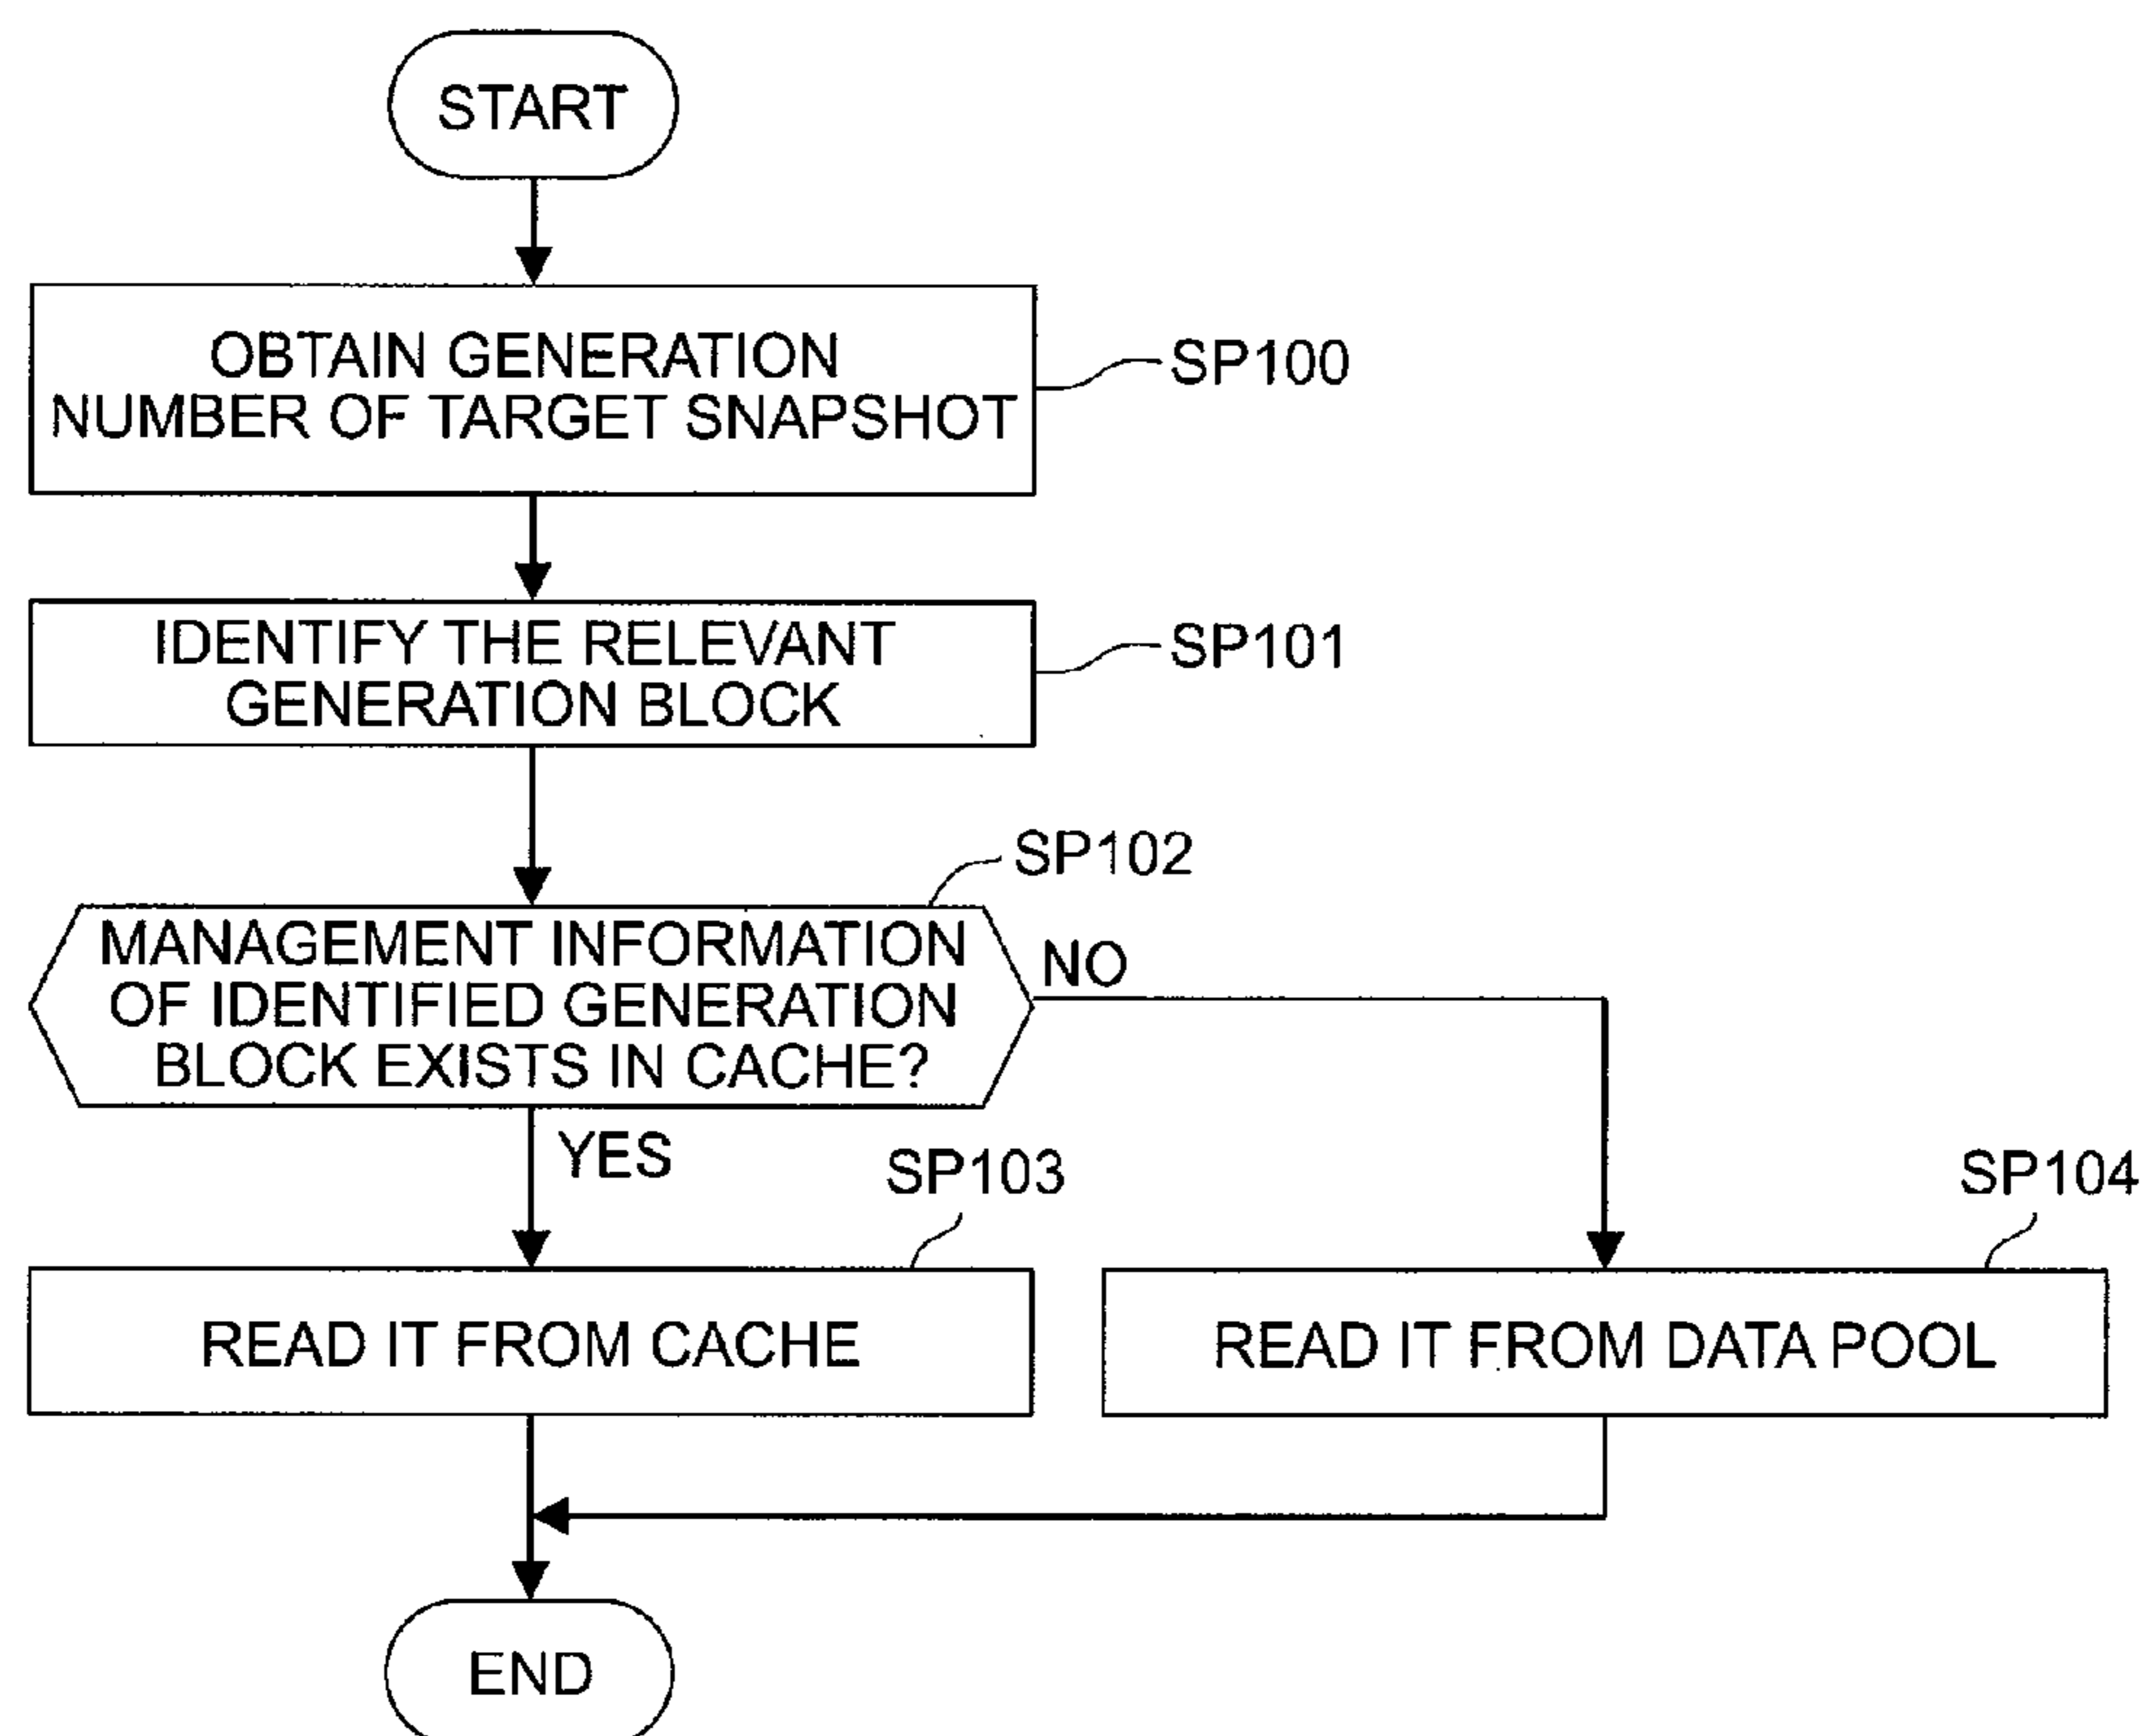 START
OBTAIN GENERATION
NUMBER OF TARGET SNAPSHOT
SP100
IDENTIFY THE RELEVANT
GENERATION BLOCK
SP101
SP102
MANAGEMENT INFORMATION
OF IDENTIFIED GENERATION
BLOCK EXISTS IN CACHE?
NO
YES
SP103
SP104
READ IT FROM CACHE
READ IT FROM DATA POOL
END